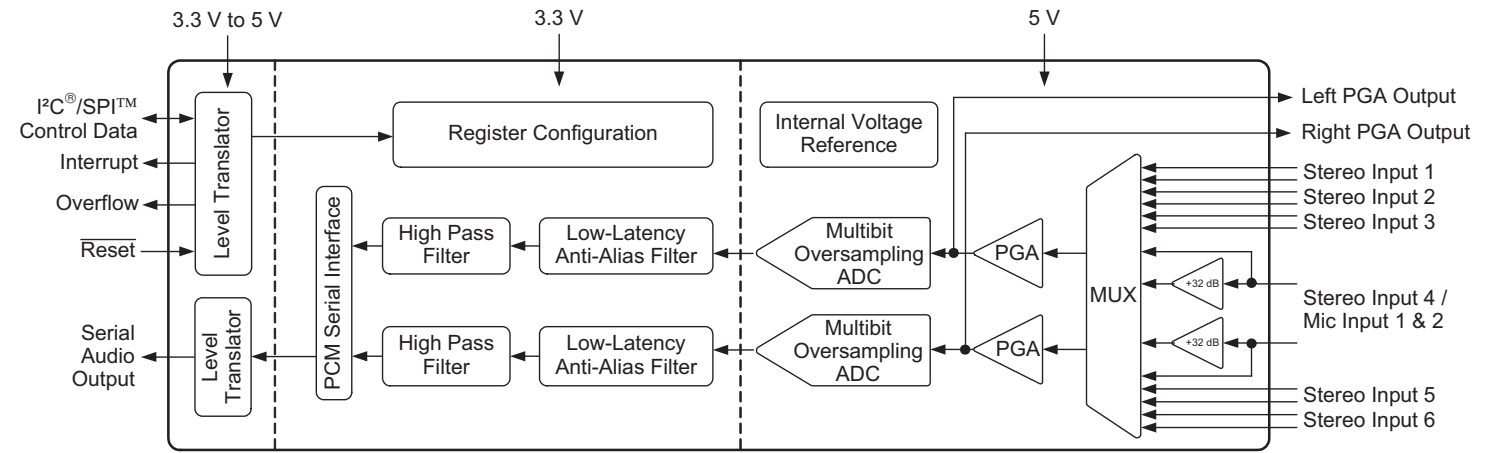 3.3 V to 5 V
3.3 V
5 V
I²C®/SPI™
Control Data
Interrupt
Overflow
Reset
Serial
Audio
Output
Level Translator
Level
Translator
Register Configuration
PCM Serial Interface
High Pass
Filter
Low-Latency
Anti-Alias Filter
High Pass
Filter
Low-Latency
Anti-Alias Filter
Internal Voltage
Reference
Multibit
Oversampling
ADC
Multibit
Oversampling
ADC
PGA
PGA
MUX
+32 dB
+32 dB
Left PGA Output
Right PGA Output
Stereo Input 1
Stereo Input 2
Stereo Input 3
Stereo Input 4 /
Mic Input 1 & 2
Stereo Input 5
Stereo Input 6